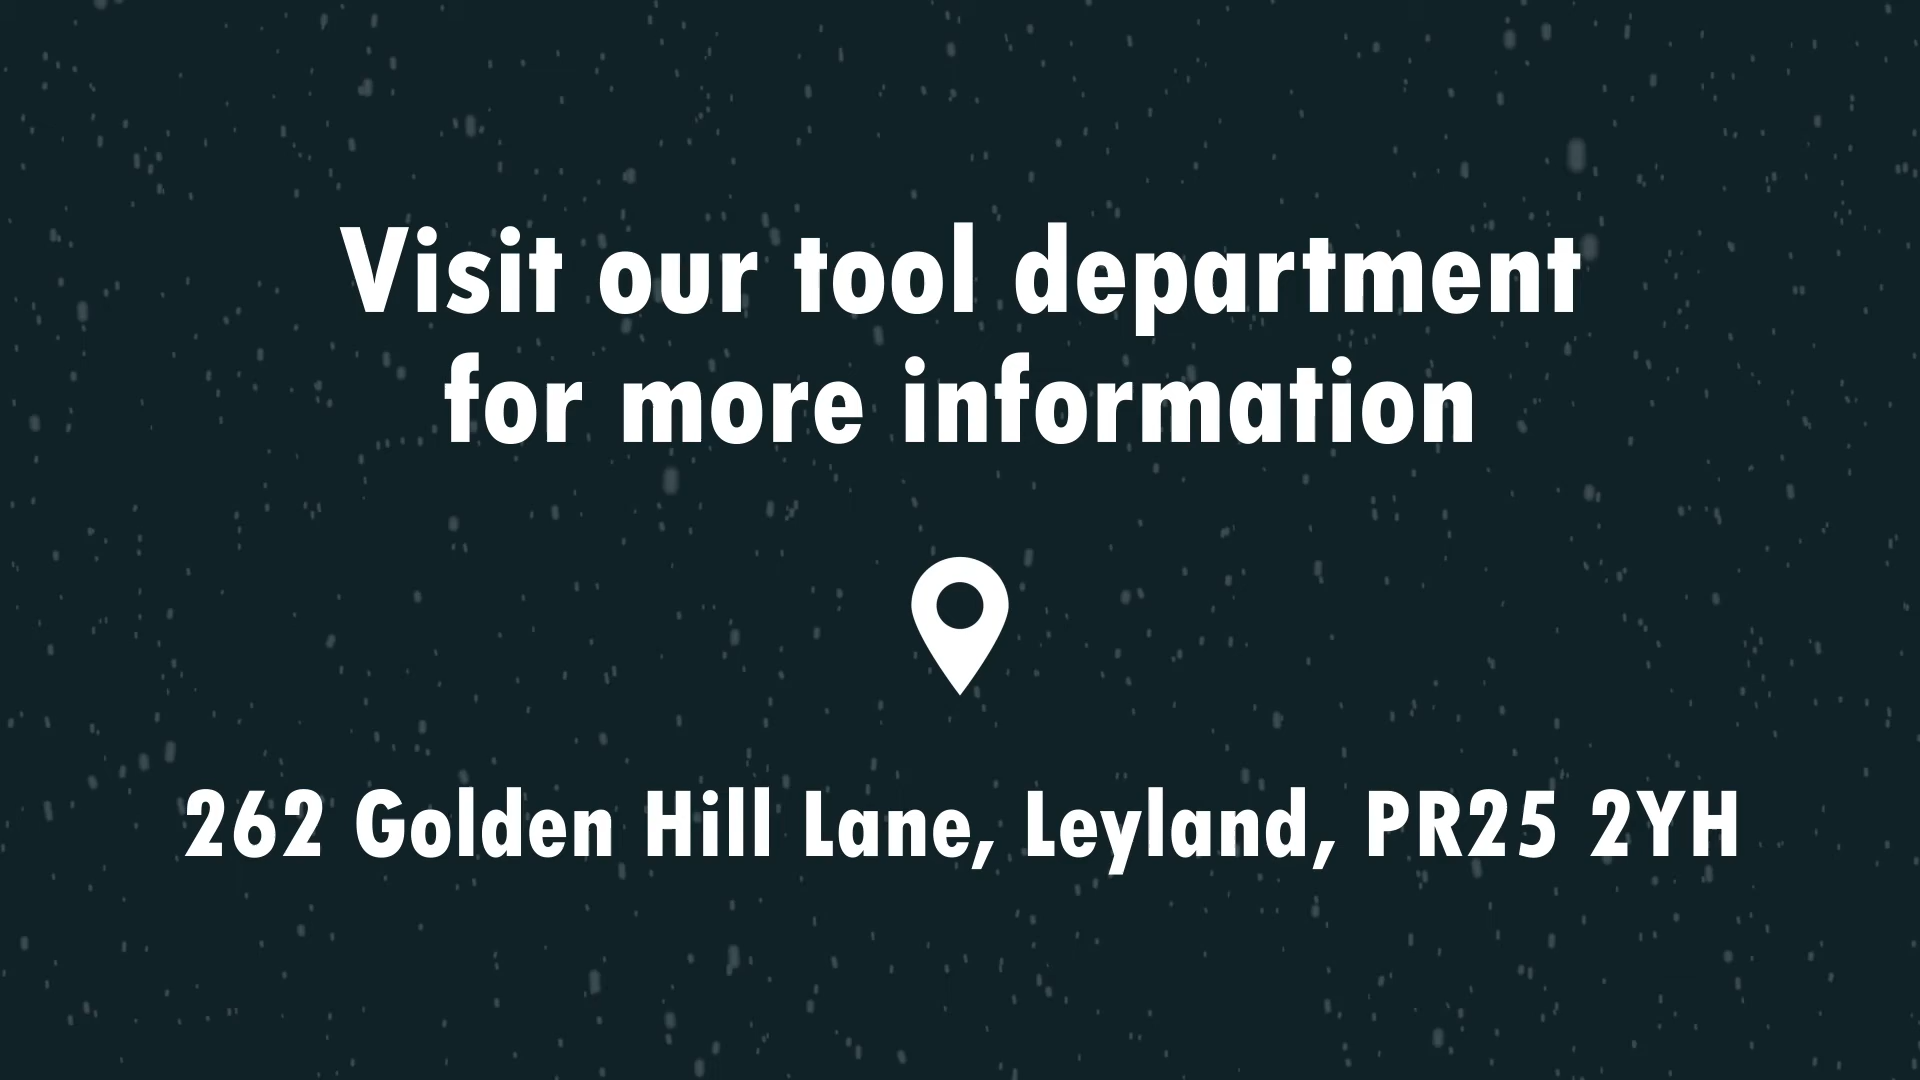 Visit our tool department
for more information
262 Golden Hill Lane, Leyland, PR25 2YH